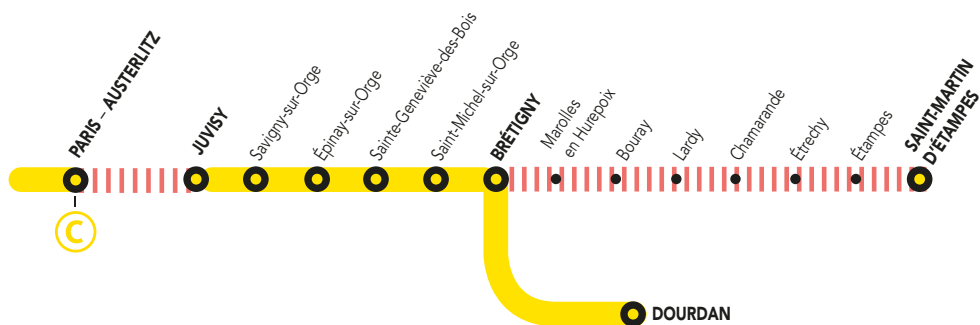 PARIS – AUSTERLITZ
JUVISY
Savigny-sur-Orge
Épinay-sur-Orge
Sainte-Geneviève-des-Bois
Saint-Michel-sur-Orge
BRÉTIGNY
Marolles
en Hurepoix
Bouray
Lardy
Chamarande
Étrechy
Étampes
SAINT-MARTIN
D'ÉTAMPES
C
DOURDAN